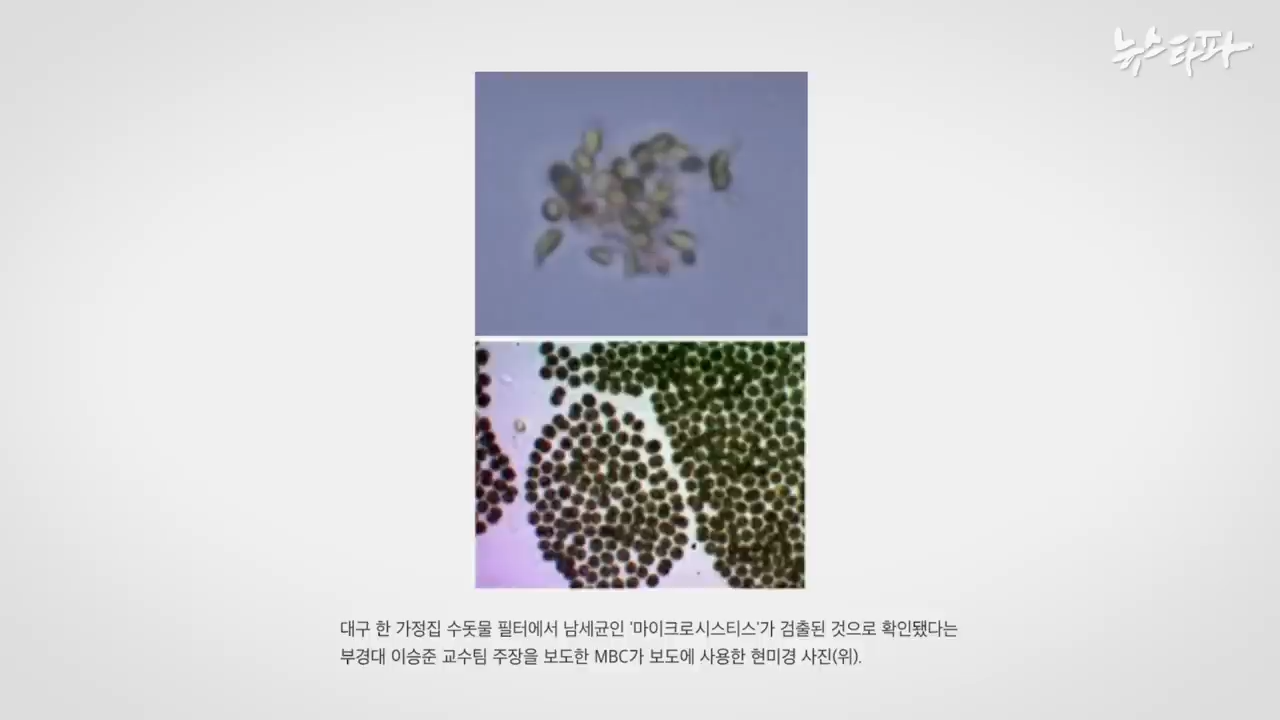 뉴스타파
대구 한 가정집 수돗물 필터에서 남세균인 '마이크로시스티스'가 검출된 것으로 확인됐다는
부경대 이승준 교수팀 주장을 보도한 MBC가 보도에 사용한 현미경 사진(위).